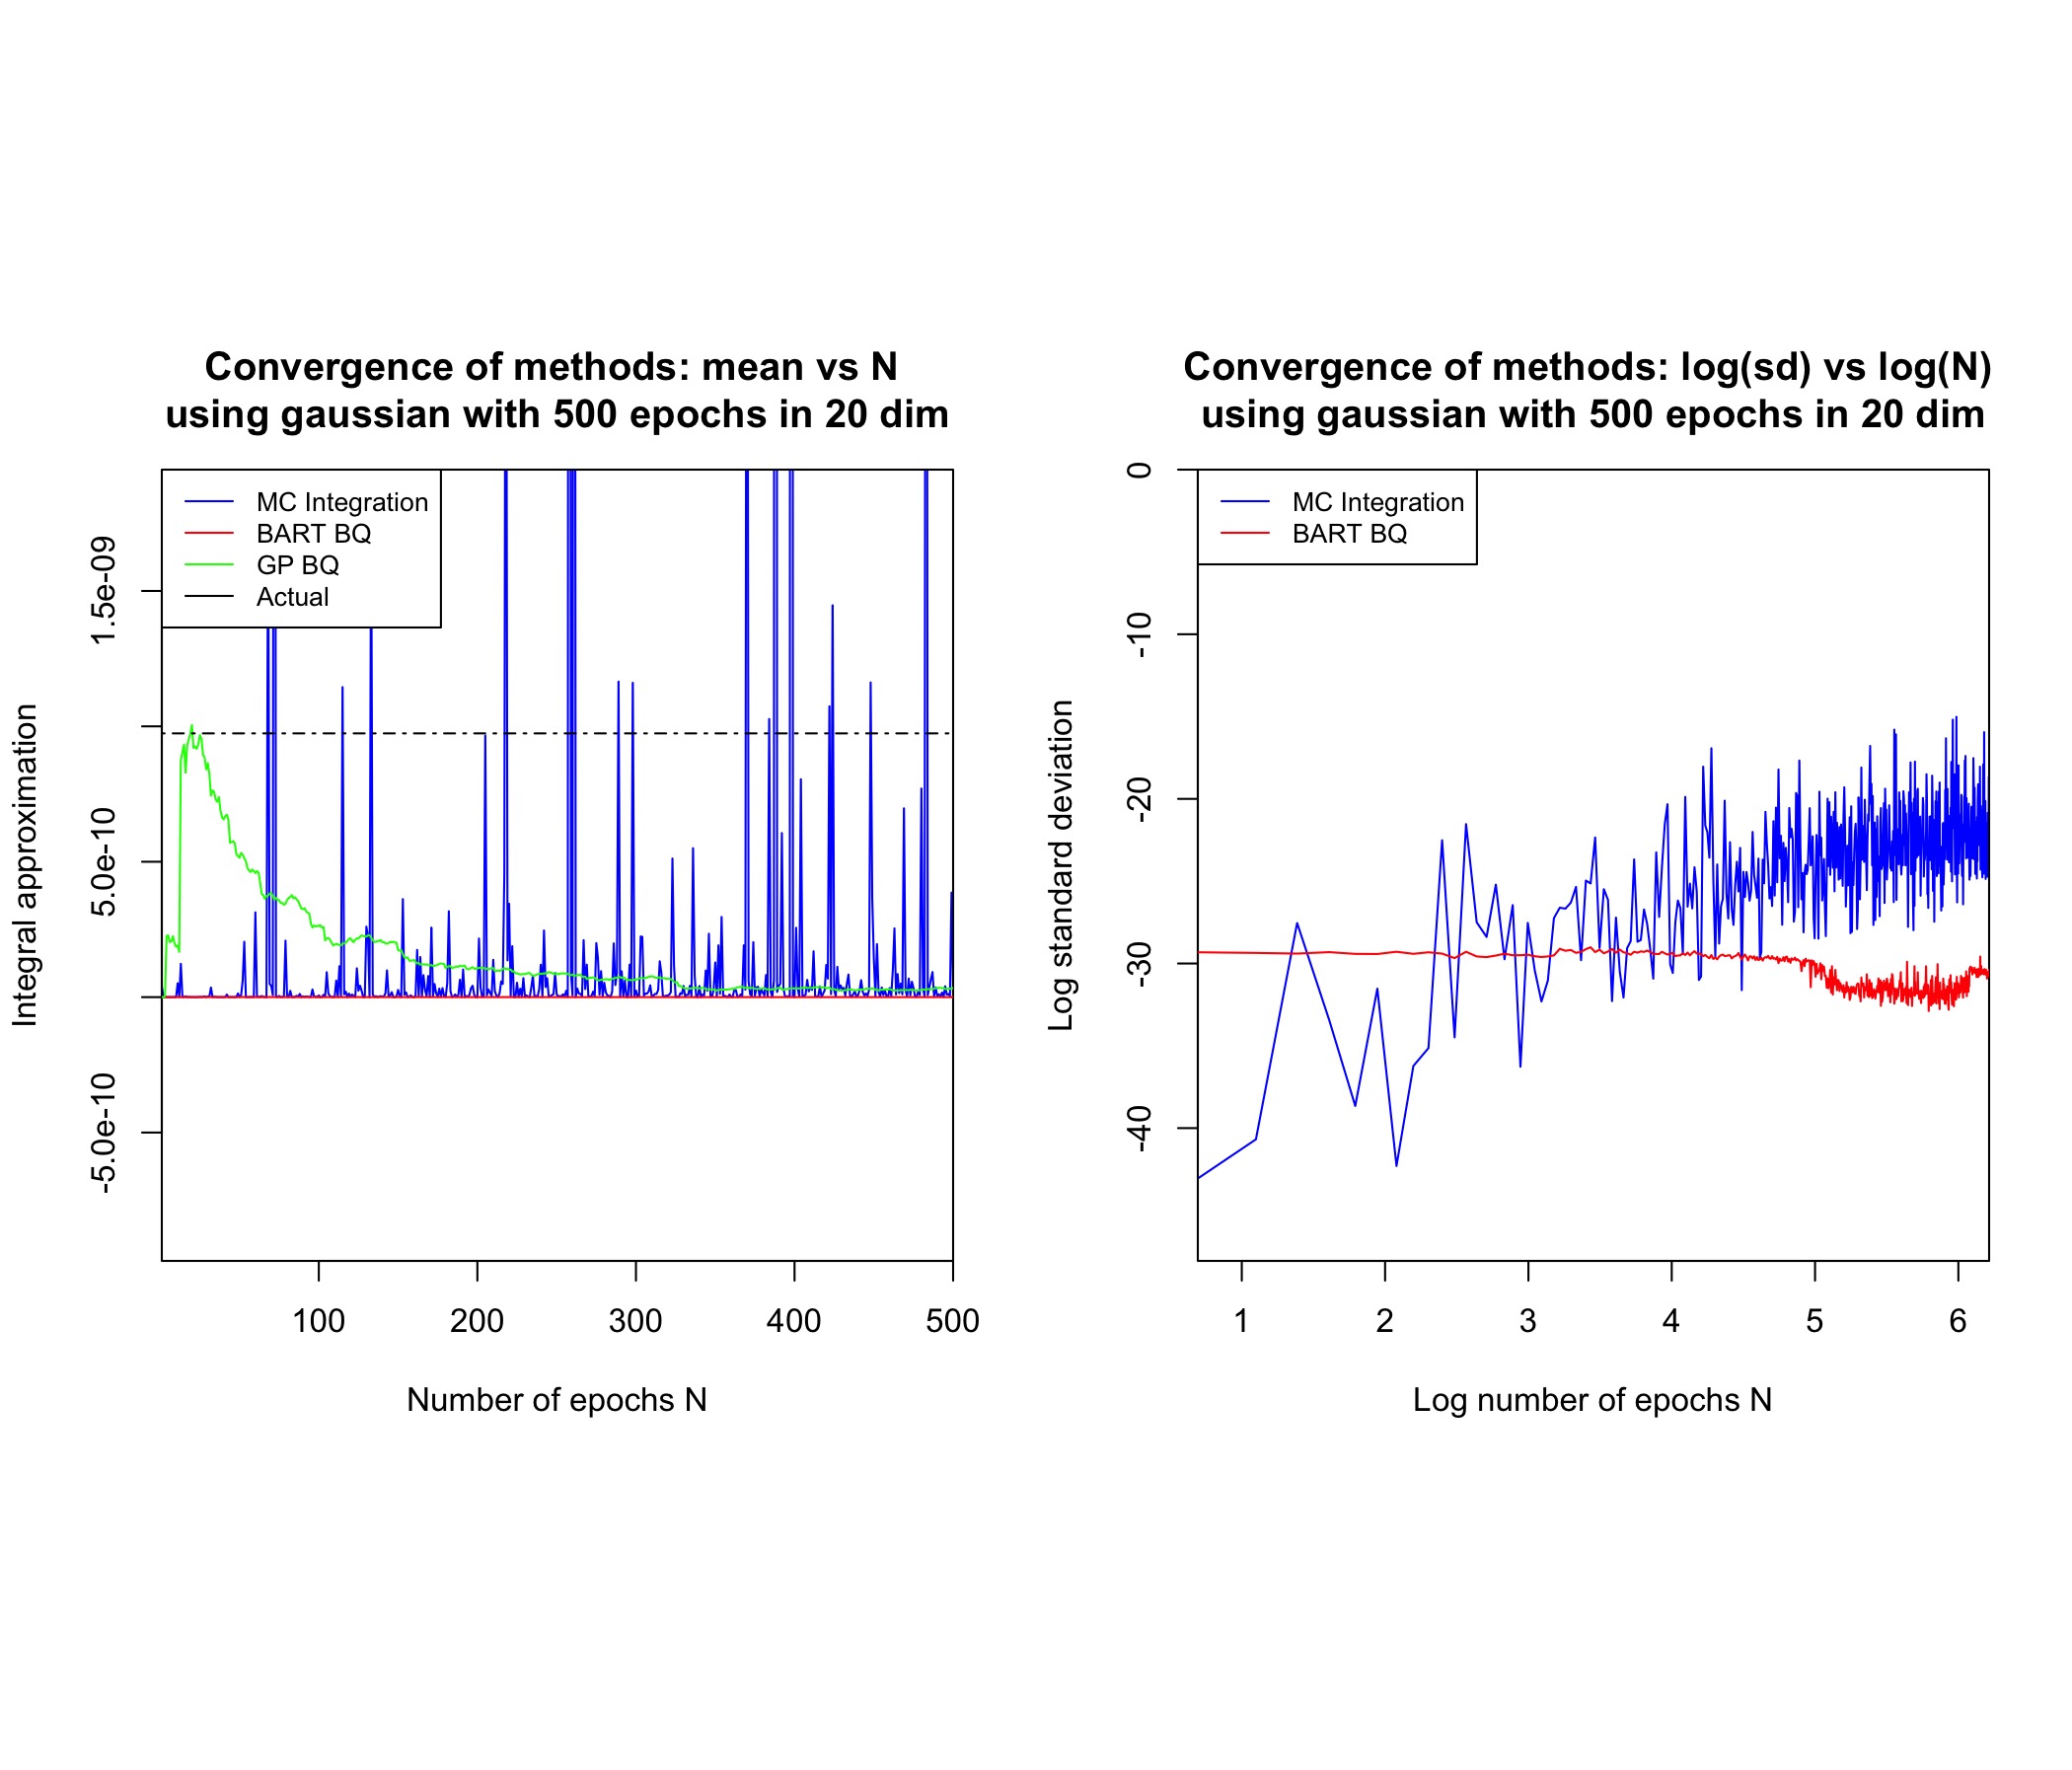 Convergence of methods: mean vs N
using gaussian with 500 epochs in 20 dim
MC Integration
BART BQ
GP BQ
Actual
Integral approximation
1.5e-09
5.0e-10
-5.0e-10
100 200 300 400 500
Number of epochs N
Convergence of methods: log(sd) vs log(N)
using gaussian with 500 epochs in 20 dim
MC Integration
BART BQ
Log standard deviation
0
-10
-20
-30
-40
1 2 3 4 5 6
Log number of epochs N